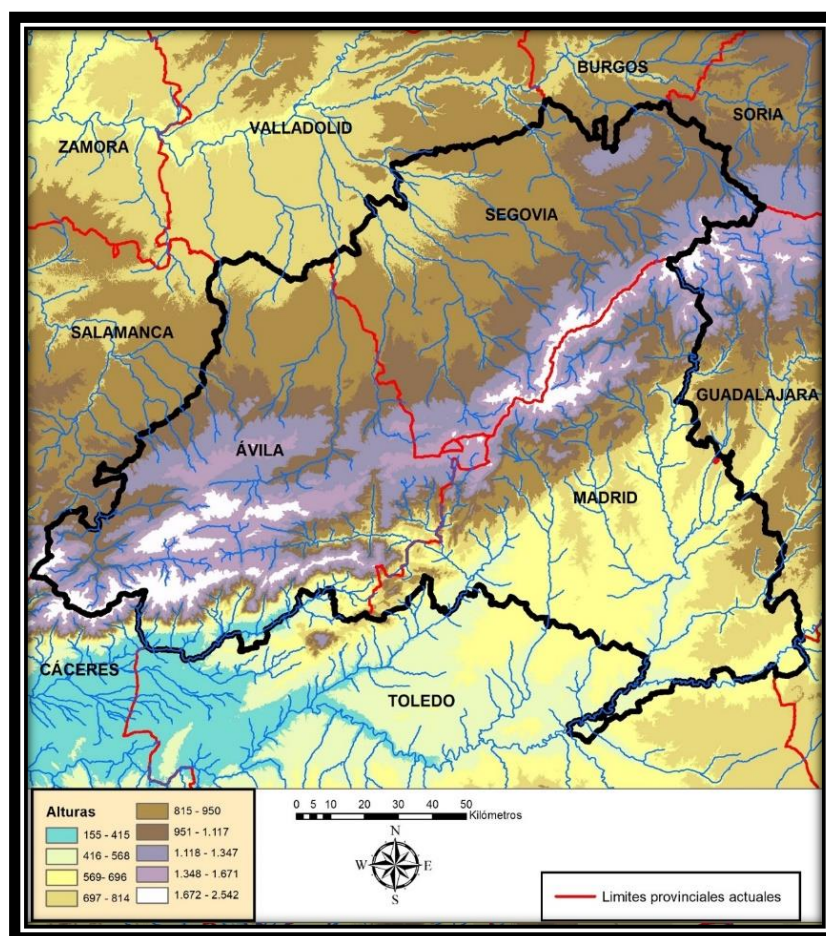 BURGOS
SORIA
VALLADOLID
ZAMORA
SEGOVIA
SALAMANCA
GUADALAJARA
ÁVILA
MADRID
CÁCERES
TOLEDO
Alturas
155 - 415
416 - 568
569- 696
697 - 814
815 - 950
951 - 1.117
1.118 - 1.347
1.348 - 1.671
1.672 - 2.542
0 5 10 20 30 40 50
Kilómetros
N
W E
S
Limites provinciales actuales